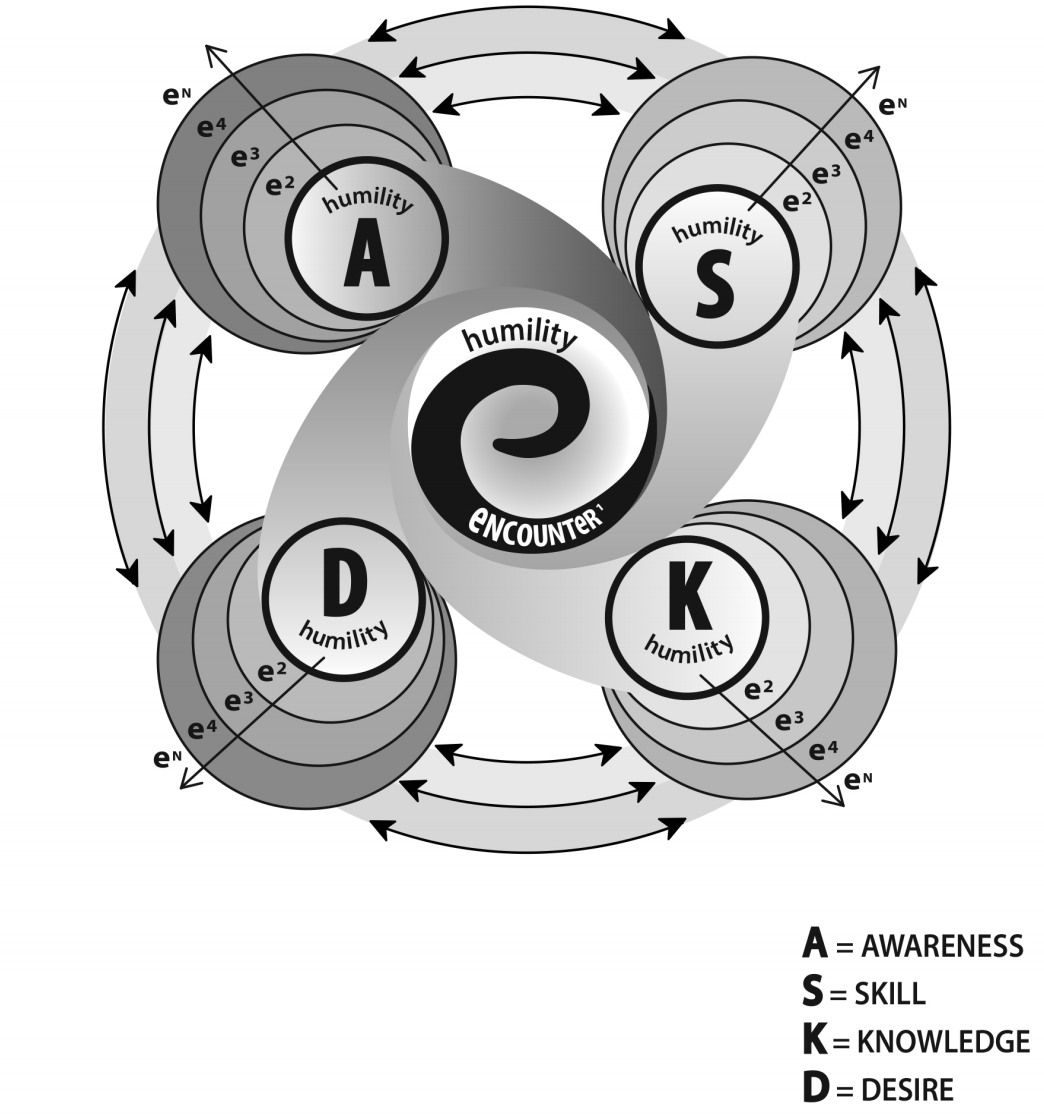 eᴺ
e⁴
e³
e²
humility
A
eᴺ
e⁴
e³
e²
humility
S
humility
eNCOUNTeR¹
D
humility
e²
e³
e⁴
eᴺ
K
humility
e²
e³
e⁴
eᴺ
A = AWARENESS
S = SKILL
K = KNOWLEDGE
D = DESIRE